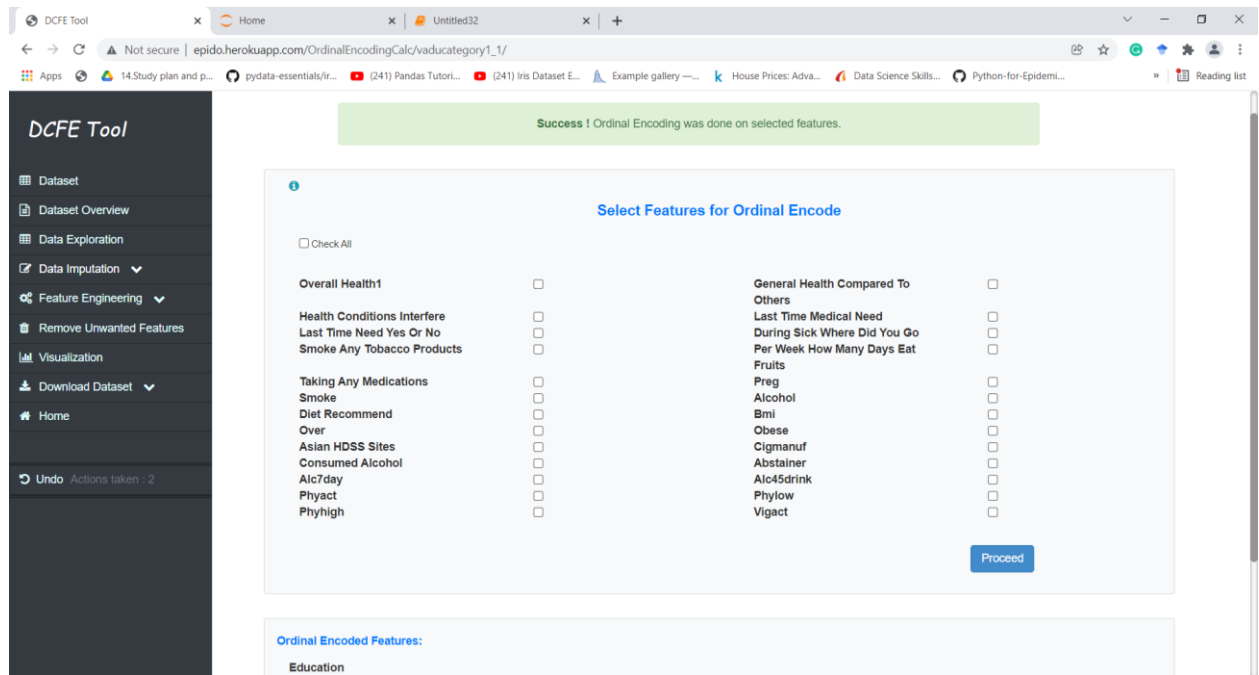 DCFE Tool
Home
Untitled32
Not secure | epido.herokuapp.com/OrdinalEncodingCalc/vaducategory1_1/
Apps
14.Study plan and p...
pydata-essentials/ir...
(241) Pandas Tutori...
(241) Iris Dataset E...
Example gallery —...
House Prices: Adva...
Data Science Skills...
Python-for-Epidemi...
»
Reading list
DCFE Tool
Dataset
Dataset Overview
Data Exploration
Data Imputation
Feature Engineering
Remove Unwanted Features
Visualization
Download Dataset
Home
Undo Actions taken : 2
Success ! Ordinal Encoding was done on selected features.
Select Features for Ordinal Encode
Check All
Overall Health1
General Health Compared To
Others
Health Conditions Interfere
Last Time Medical Need
Last Time Need Yes Or No
During Sick Where Did You Go
Smoke Any Tobacco Products
Per Week How Many Days Eat
Fruits
Taking Any Medications
Preg
Smoke
Alcohol
Diet Recommend
Bmi
Over
Obese
Asian HDSS Sites
Cigmanuf
Consumed Alcohol
Abstainer
Alc7day
Alc45drink
Phyact
Phylow
Phyhigh
Vigact
Proceed
Ordinal Encoded Features:
Education